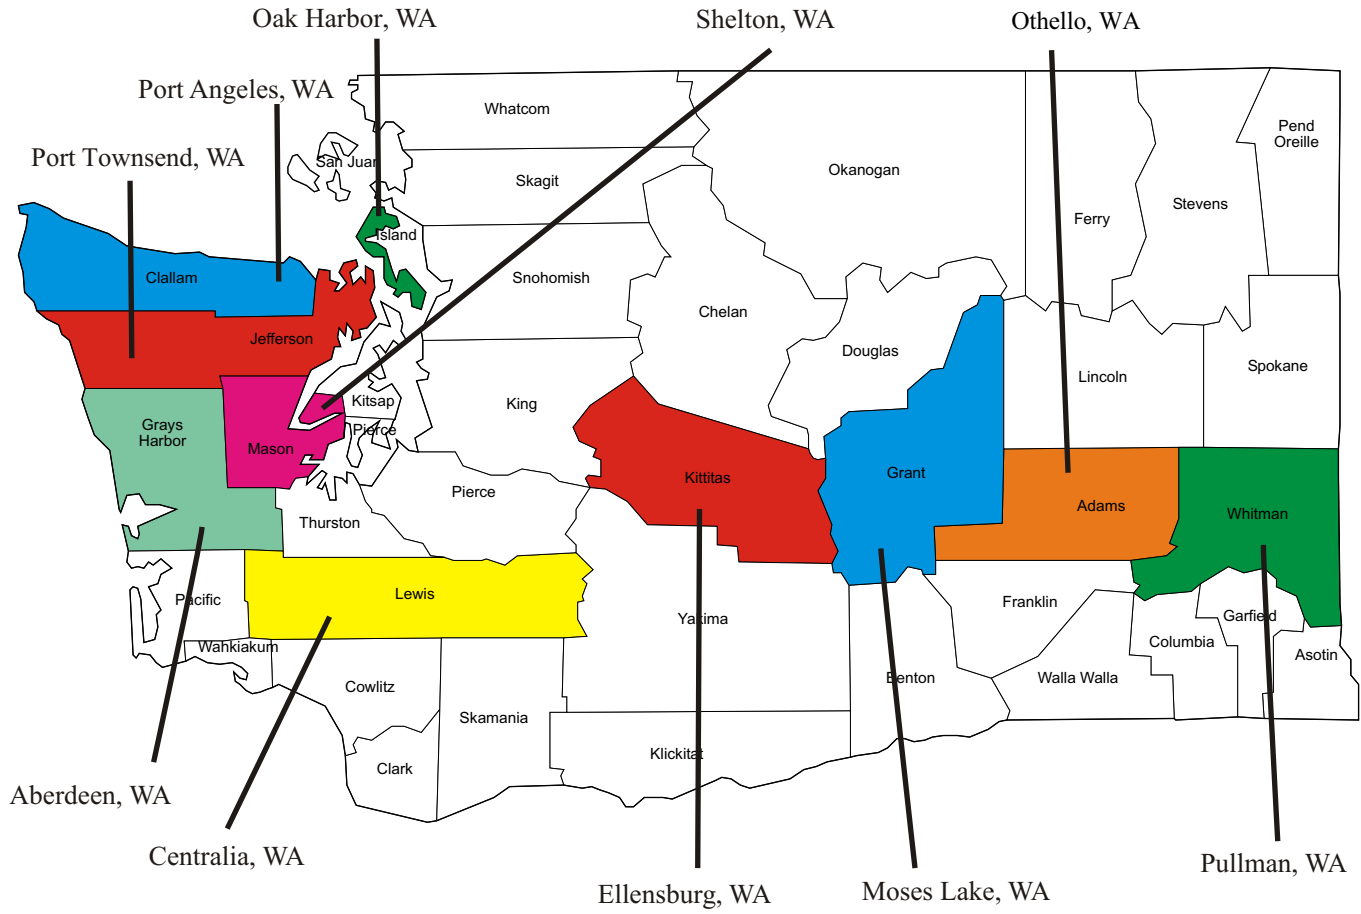 Oak Harbor, WA
Shelton, WA
Othello, WA
Port Angeles, WA
Port Townsend, WA
Whatcom
San Juan
Skagit
Okanogan
Ferry
Stevens
Pend
Oreille
Island
Clallam
Snohomish
Chelan
Jefferson
Douglas
Lincoln
Spokane
Kitsap
King
Grays
Harbor
Pierce
Mason
Kittitas
Grant
Pierce
Adams
Whitman
Thurston
Lewis
Pacific
Yakima
Franklin
Garfield
Columbia
Asotin
Wahkiakum
Cowlitz
Benton
Walla Walla
Skamania
Klickitat
Clark
Aberdeen, WA
Centralia, WA
Ellensburg, WA
Moses Lake, WA
Pullman, WA